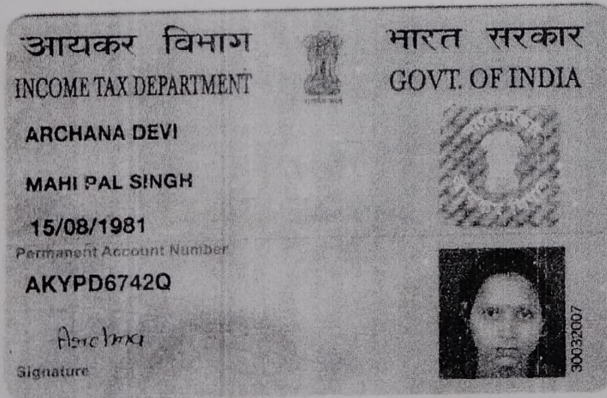 आयकर विभाग
INCOME TAX DEPARTMENT
भारत सरकार
GOVT. OF INDIA
ARCHANA DEVI
MAHI PAL SINGH
15/08/1981
Permanent Account Number
AKYPD6742Q
Archna
Signature
30032007